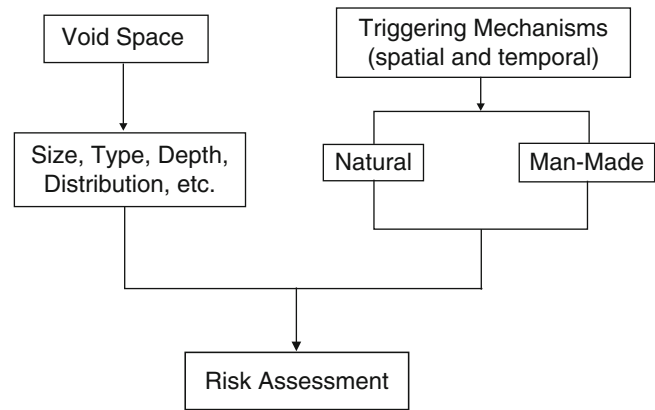 Void Space
Triggering Mechanisms
(spatial and temporal)
Size, Type, Depth,
Distribution, etc.
Natural
Man-Made
Risk Assessment